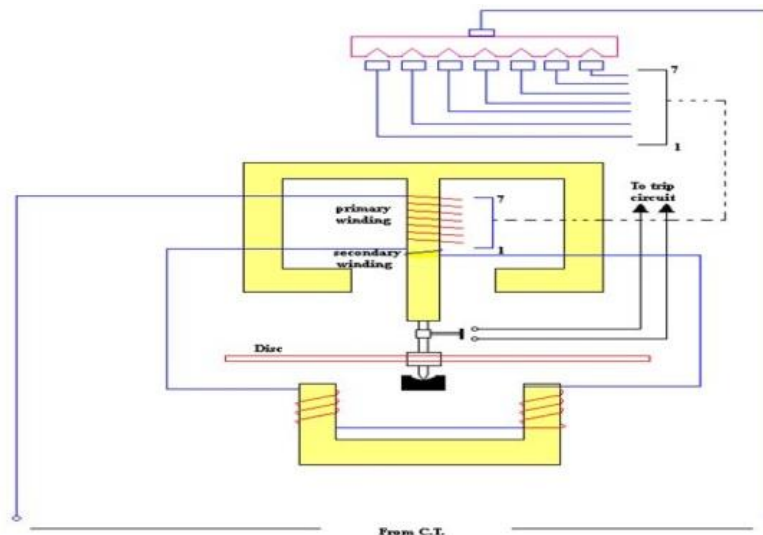 7
1
To trip
circuit
7
primary
winding
1
secondary
winding
Disc
From C.T.